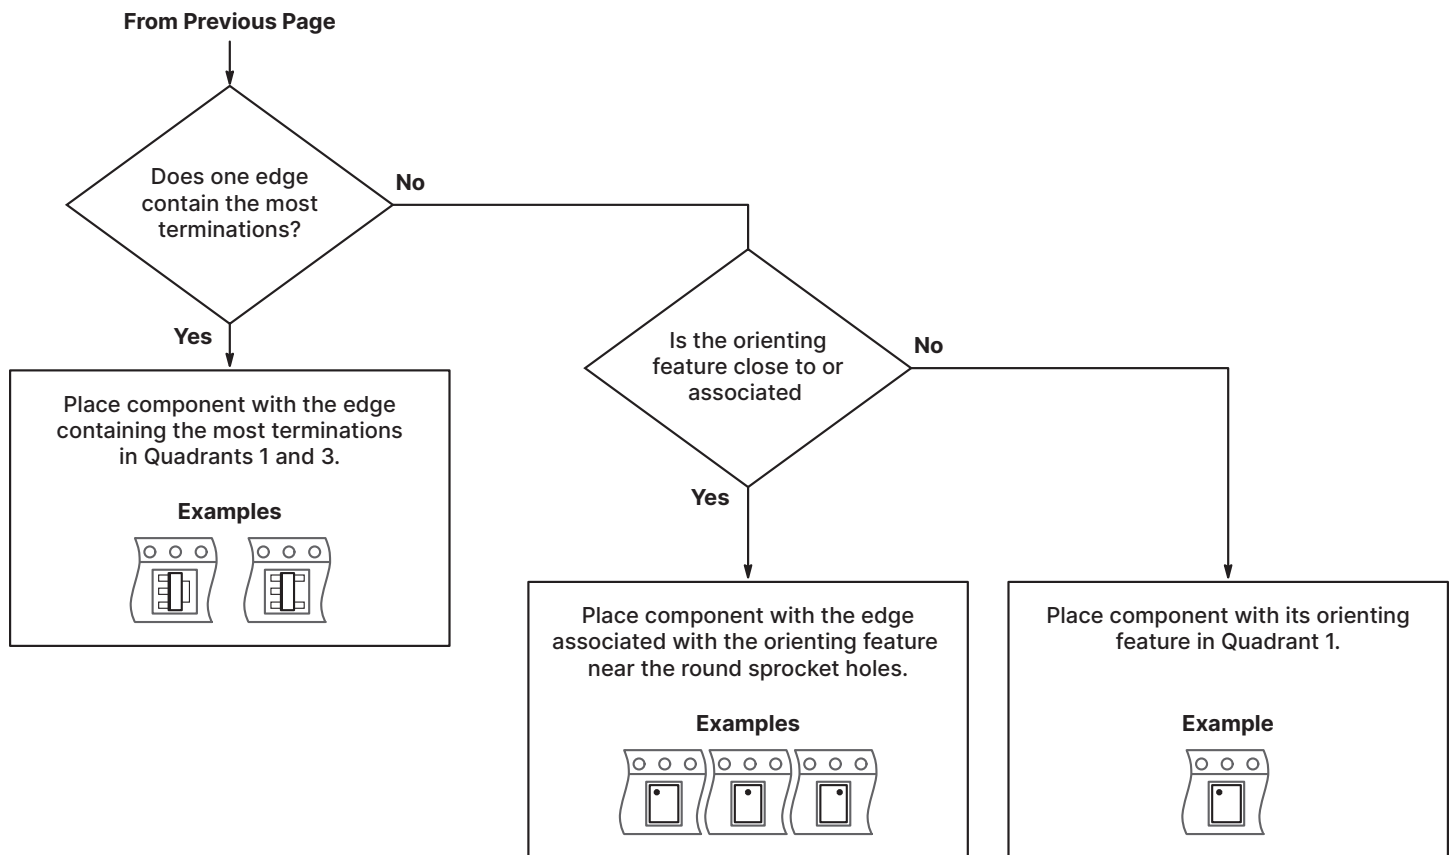 From Previous Page
Does one edge
contain the most
terminations?
No
Yes
Place component with the edge
containing the most terminations
in Quadrants 1 and 3.
Examples
Is the orienting
feature close to or
associated
No
Yes
Place component with the edge
associated with the orienting feature
near the round sprocket holes.
Examples
Place component with its orienting
feature in Quadrant 1.
Example